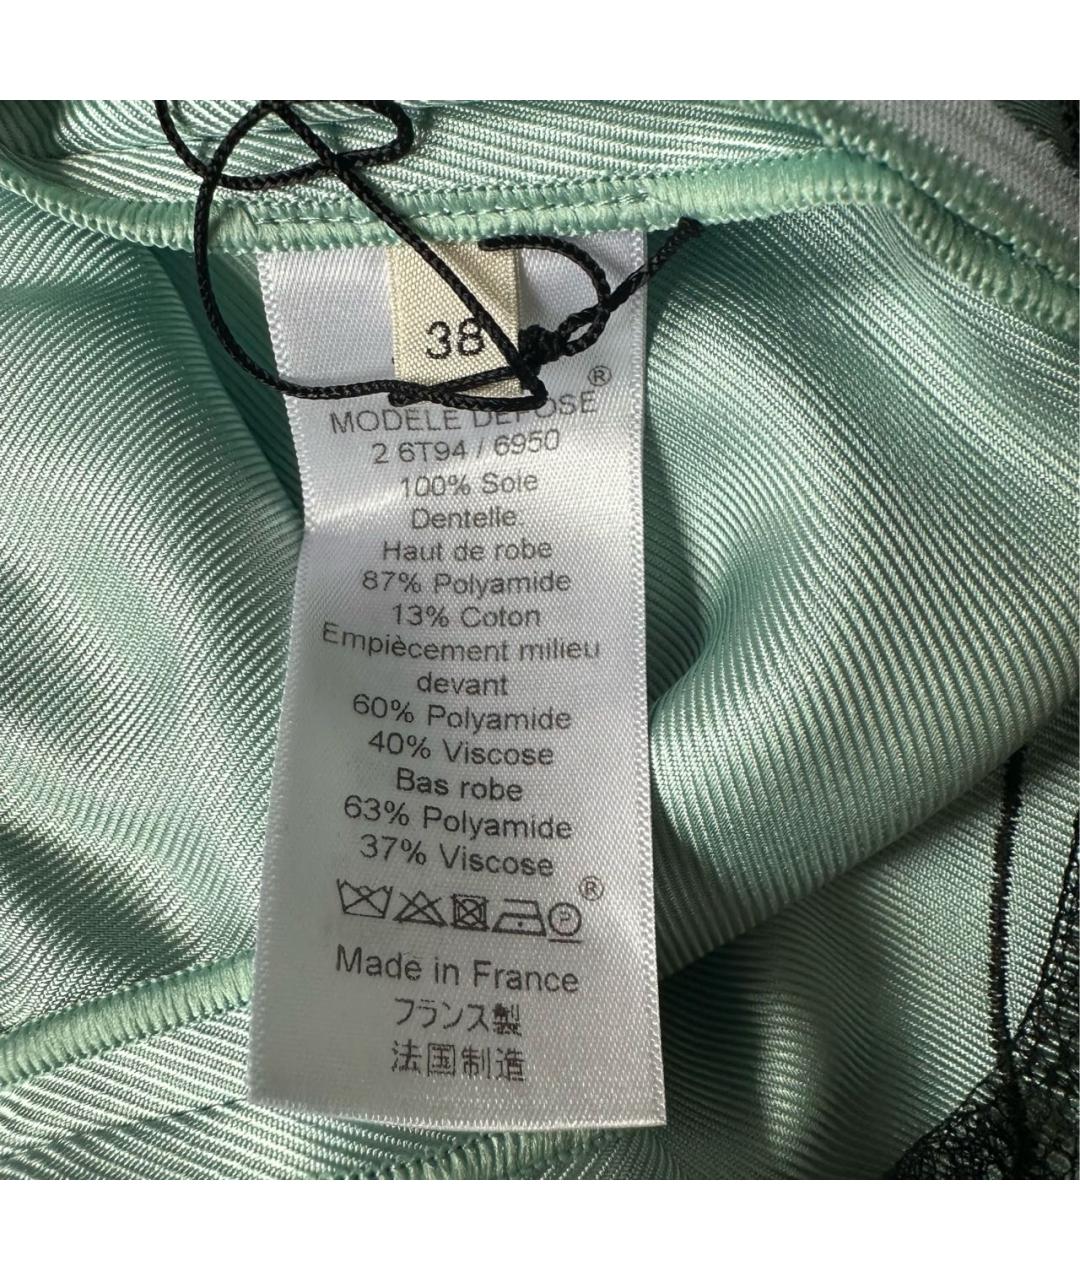 38
®
MODÈLE DÉPOSÉ
2 6T94 / 6950
100% Soie
Dentelle.
Haut de robe
87% Polyamide
13% Coton
Empiècement milieu
devant
60% Polyamide
40% Viscose
Bas robe
63% Polyamide
37% Viscose
®
P
Made in France
フランス製
法国制造